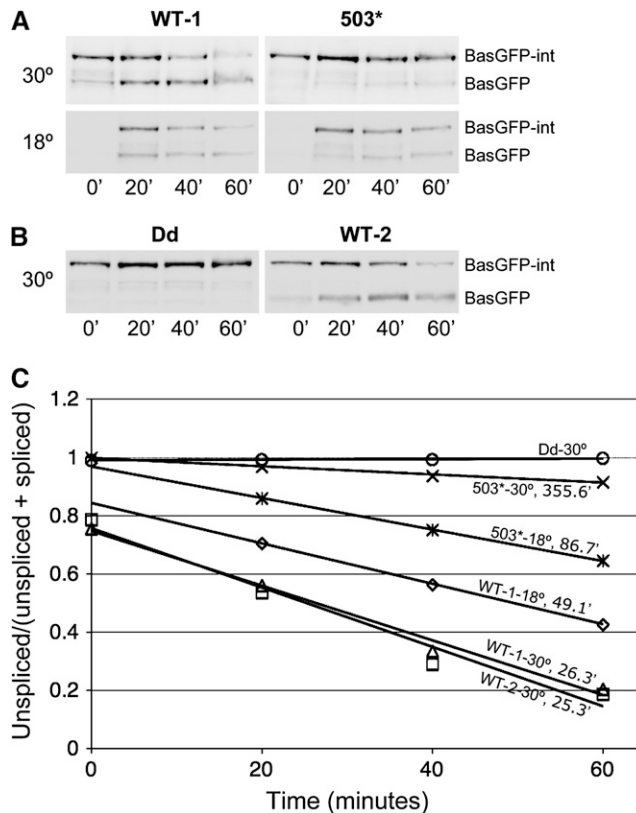 A
WT-1 503*
30º BasGFP-int
BasGFP
18º BasGFP-int
BasGFP
0’ 20’ 40’ 60’ 0’ 20’ 40’ 60’
B
Dd WT-2
30º BasGFP-int
BasGFP
0’ 20’ 40’ 60’ 0’ 20’ 40’ 60’
C
Unspliced/(unspliced + spliced)
1.2
1
0.8
0.6
0.4
0.2
0
Dd-30º
503*-30º, 355.6’
503*-18º, 86.7’
WT-1-18º, 49.1’
WT-1-30º, 26.3’
WT-2-30º, 25.3’
0 20 40 60
Time (minutes)